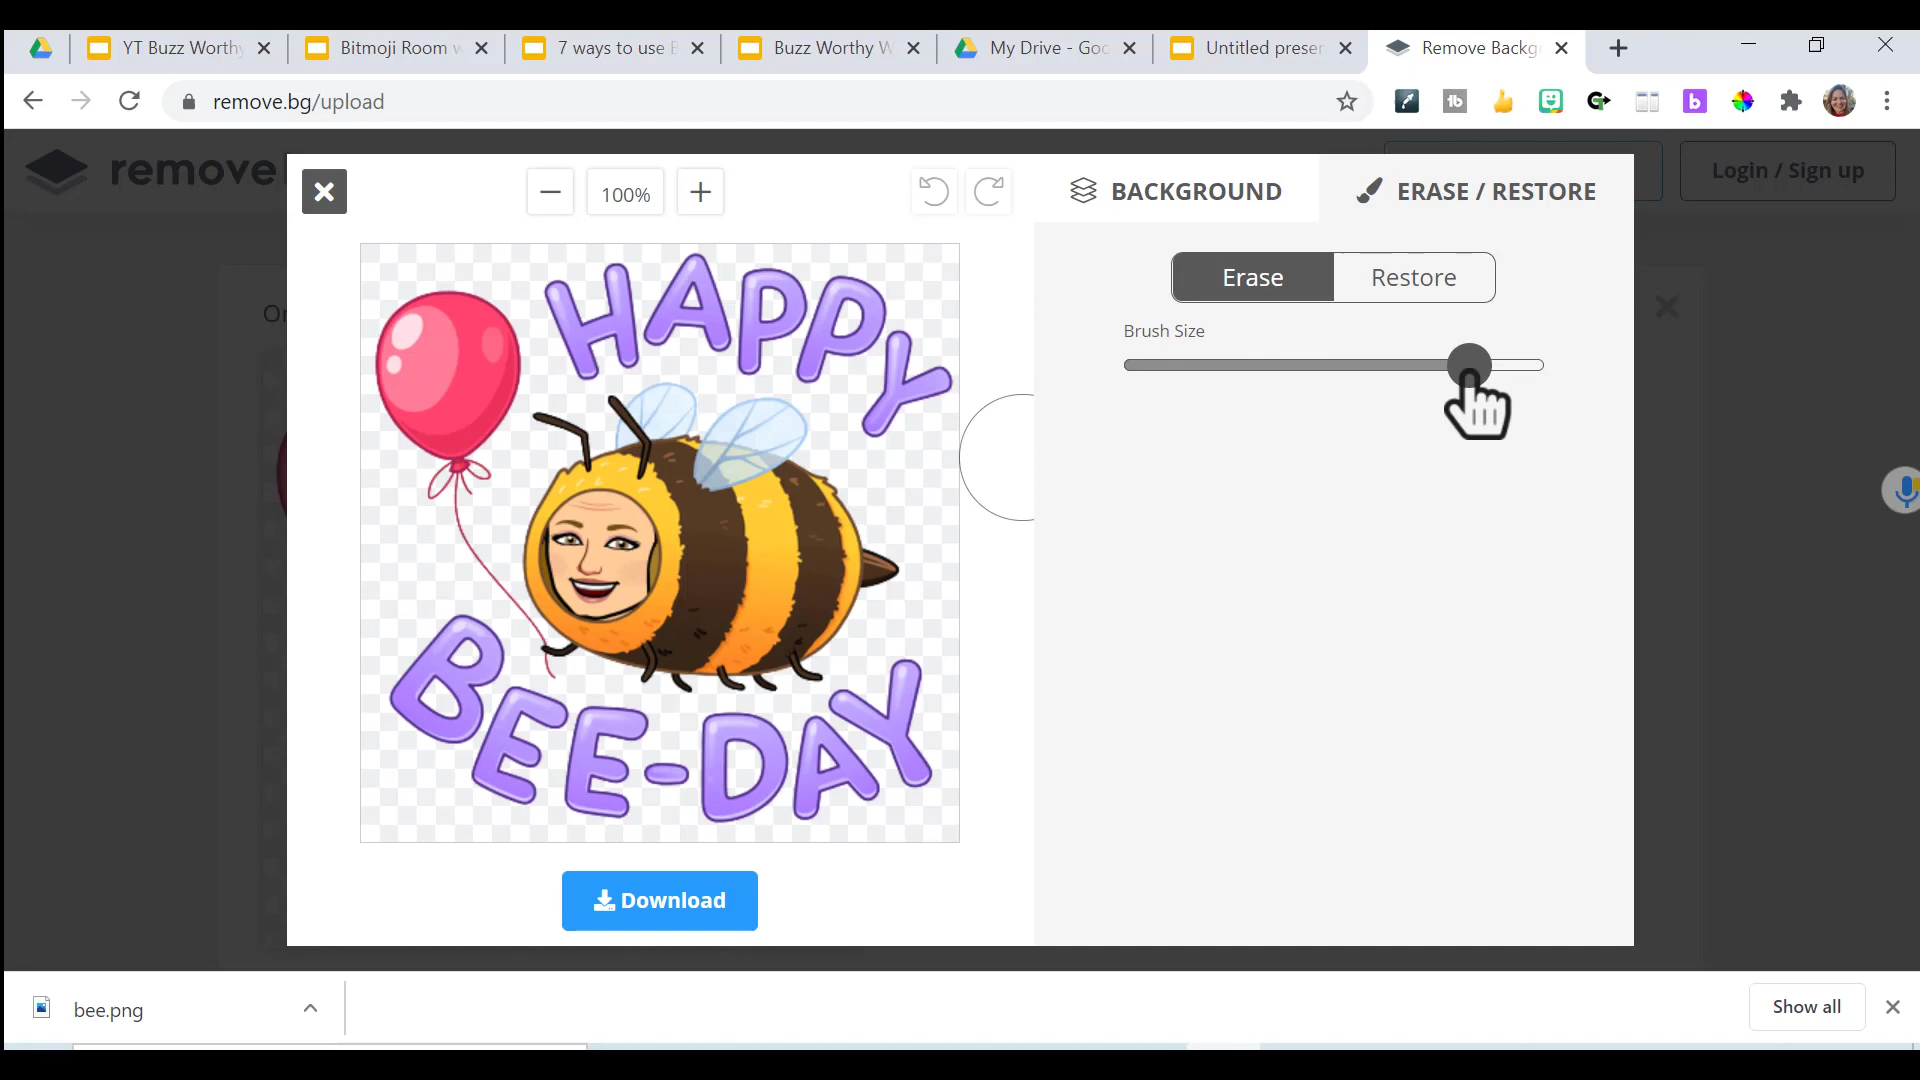 YT Buzz Worthy
Bitmoji Room w
7 ways to use B
Buzz Worthy W
My Drive - Goo
Untitled presen
Remove Backg
remove.bg/upload
remove
Login / Sign up
100%
BACKGROUND
ERASE / RESTORE
Erase
Restore
Brush Size
Or
HAPPY
BEE-DAY
Download
bee.png
Show all